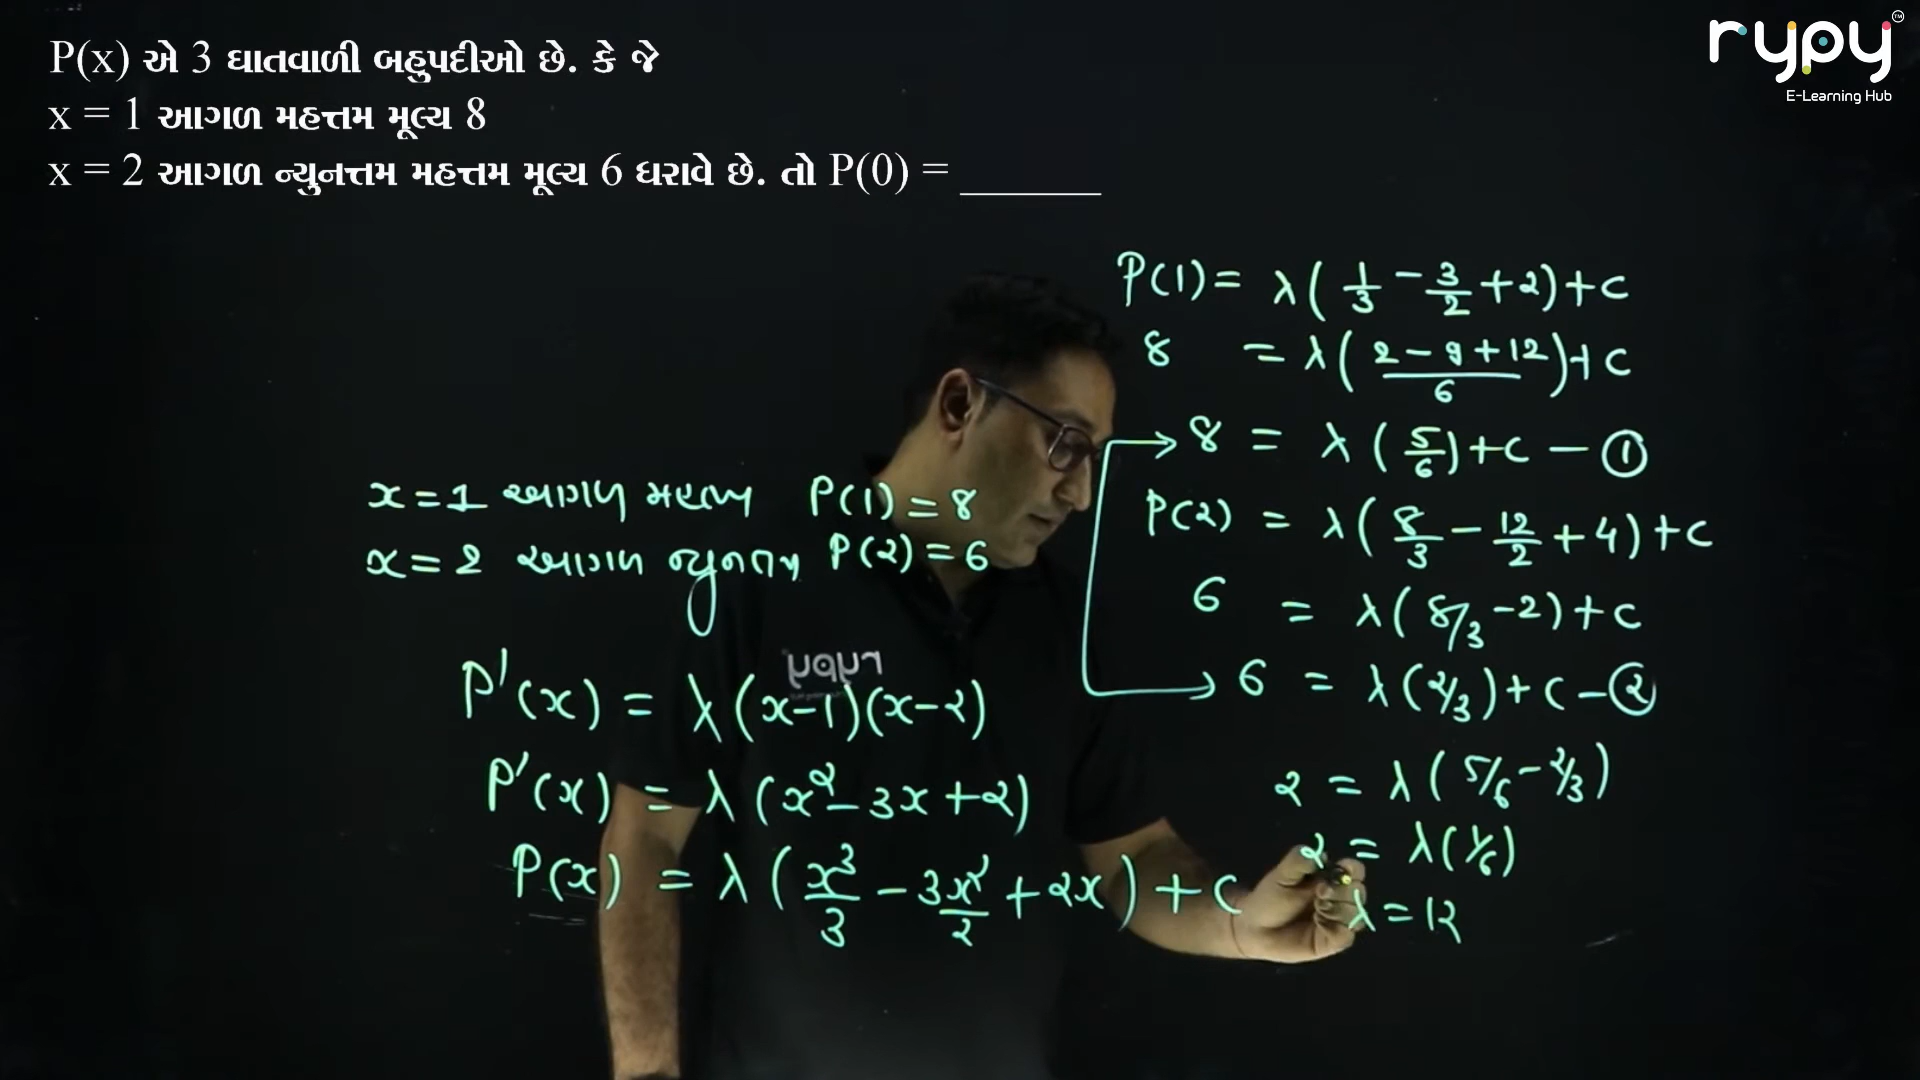 P(x) એ 3 ઘાતવાળી બહુપદીઓ છે. કે જે
x = 1 આગળ મહત્તમ મૂલ્ય 8
x = 2 આગળ ન્યુનત્તમ મહત્તમ મૂલ્ય 6 ધરાવે છે. તો P(0) = ______
rypy™
E-Learning Hub
x = 1 આગળ મહત્તમ P(1) = 8
x = 2 આગળ ન્યુનતમ P(2) = 6
P'(x) = λ(x-1)(x-2)
P'(x) = λ(x² - 3x + 2)
P(x) = λ(x³/3 - 3x²/2 + 2x) + C
P(1) = λ(1/3 - 3/2 + 2) + C
8 = λ((2 - 9 + 12)/6) + C
8 = λ(5/6) + C - ①
P(2) = λ(8/3 - 12/2 + 4) + C
6 = λ(8/3 - 2) + C
6 = λ(2/3) + C - ②
2 = λ(5/6 - 2/3)
2 = λ(1/6)
λ = 12
rypy